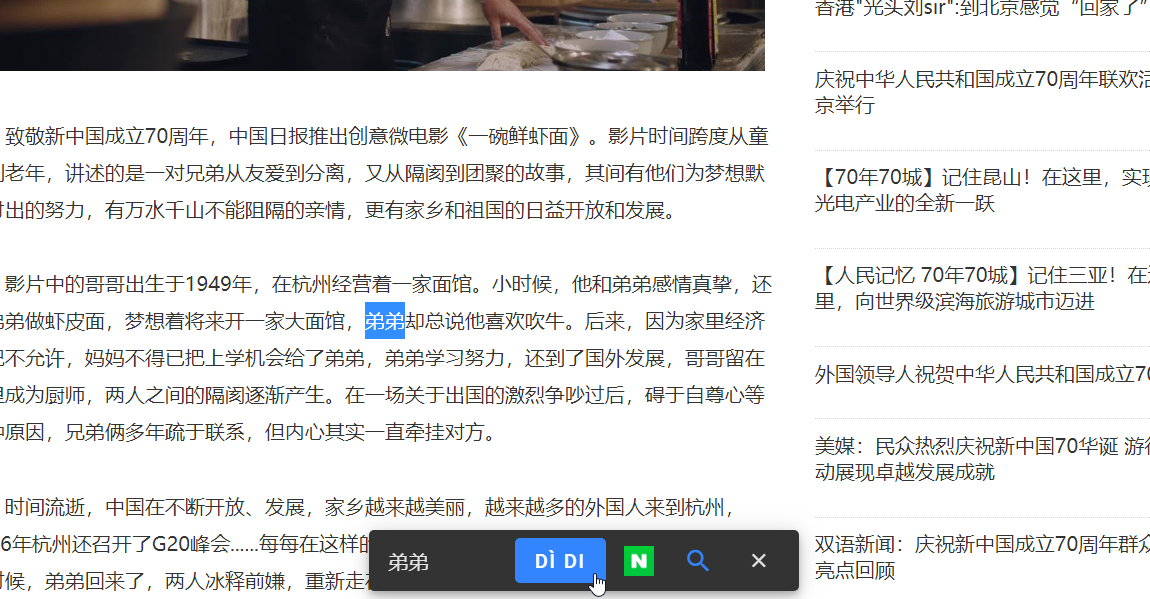 致敬新中国成立70周年，中国日报推出创意微电影《一碗鲜虾面》。影片时间跨度从童
老年，讲述的是一对兄弟从友爱到分离，又从隔阂到团聚的故事，其间有他们为梦想默
出的努力，有万水千山不能阻隔的亲情，更有家乡和祖国的日益开放和发展。
影片中的哥哥出生于1949年，在杭州经营着一家面馆。小时候，他和弟弟感情真挚，还
弟做虾皮面，梦想着将来开一家大面馆，弟弟却总说他喜欢吹牛。后来，因为家里经济
不允许，妈妈不得已把上学机会给了弟弟，弟弟学习努力，还到了国外发展，哥哥留在
成为厨师，两人之间的隔阂逐渐产生。在一场关于出国的激烈争吵过后，碍于自尊心等
原因，兄弟俩多年疏于联系，但内心其实一直牵挂对方。
时间流逝，中国在不断开放、发展，家乡越来越美丽，越来越多的外国人来到杭州，
6年杭州还召开了G20峰会......每每在这样的
候，弟弟回来了，两人冰释前嫌，重新走
弟弟
DÌ DI
N
香港"光头刘sir":到北京感觉“回家了”
庆祝中华人民共和国成立70周年联欢活
京举行
【70年70城】记住昆山！在这里，实现
光电产业的全新一跃
【人民记忆 70年70城】记住三亚！在这
里，向世界级滨海旅游城市迈进
外国领导人祝贺中华人民共和国成立70
美媒：民众热烈庆祝新中国70华诞 游行
动展现卓越发展成就
双语新闻：庆祝新中国成立70周年群众
亮点回顾